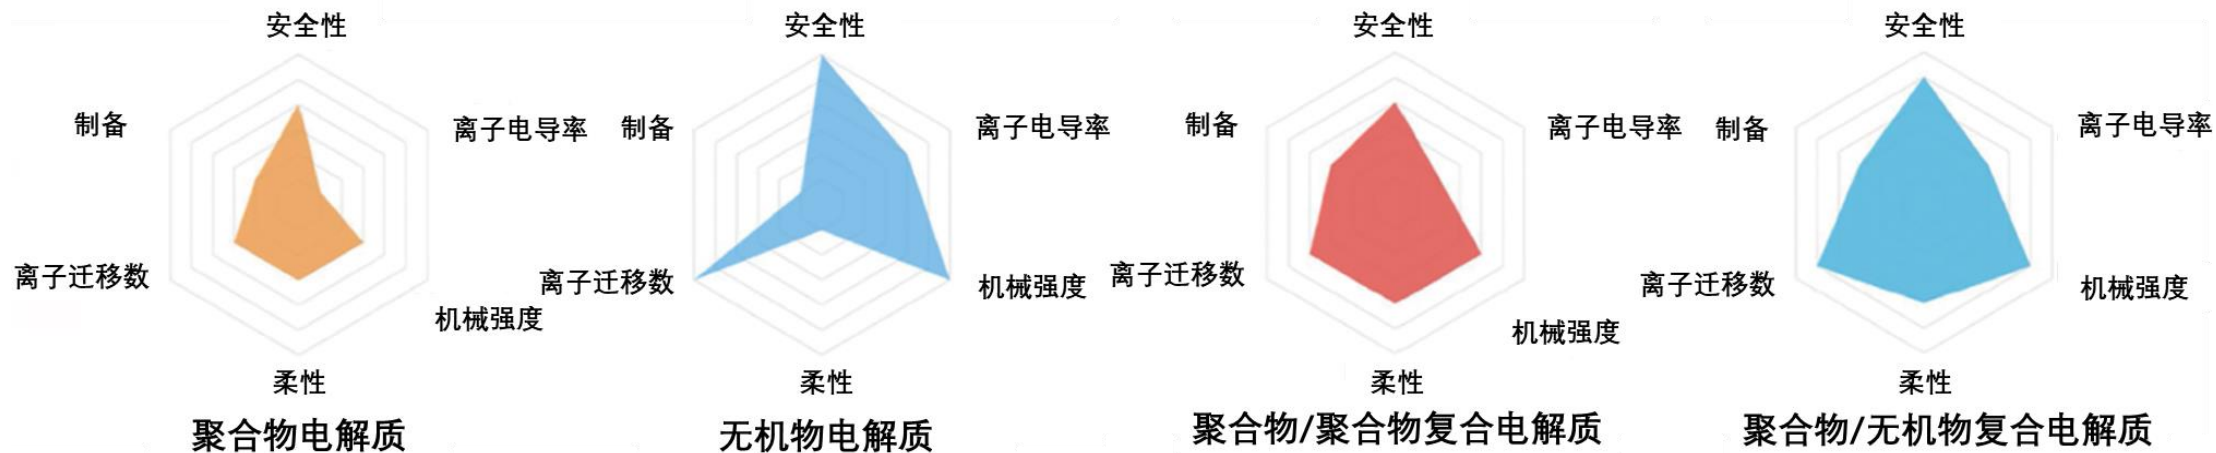 安全性
制备
离子电导率
离子迁移数
机械强度
柔性
聚合物电解质
安全性
制备
离子电导率
离子迁移数
机械强度
柔性
无机物电解质
安全性
制备
离子电导率
离子迁移数
机械强度
柔性
聚合物/聚合物复合电解质
安全性
制备
离子电导率
离子迁移数
机械强度
柔性
聚合物/无机物复合电解质